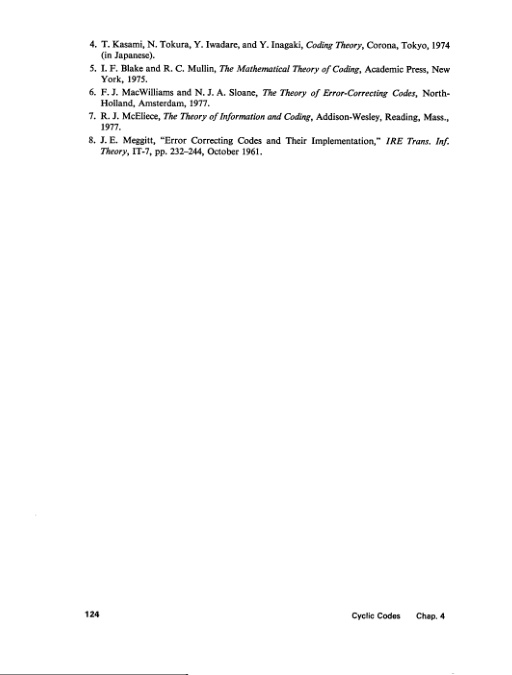 4. T. Kasami, N. Tokura, Y. Iwadare, and Y. Inagaki, Coding Theory, Corona, Tokyo, 1974
(in Japanese).
5. I. F. Blake and R. C. Mullin, The Mathematical Theory of Coding, Academic Press, New
York, 1975.
6. F. J. MacWilliams and N. J. A. Sloane, The Theory of Error-Correcting Codes, North-
Holland, Amsterdam, 1977.
7. R. J. McEliece, The Theory of Information and Coding, Addison-Wesley, Reading, Mass.,
1977.
8. J. E. Meggitt, “Error Correcting Codes and Their Implementation,” IRE Trans. Inf.
Theory, IT-7, pp. 232–244, October 1961.
124 Cyclic Codes Chap. 4